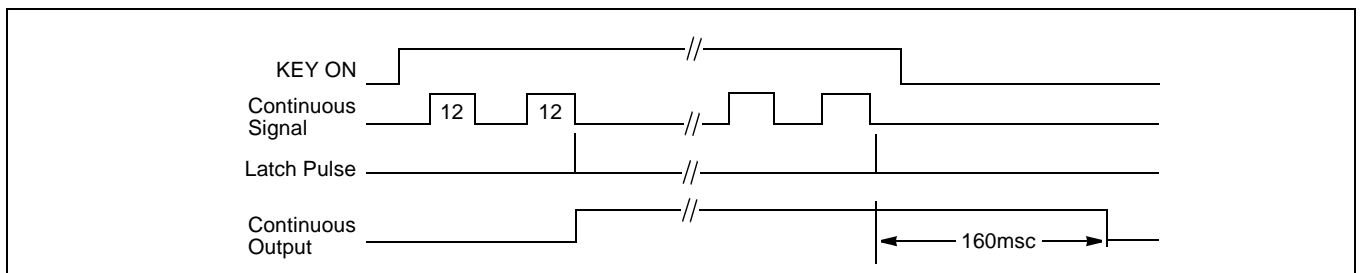 KEY ON
Continuous
Signal
12 12
Latch Pulse
Continuous
Output
160msc